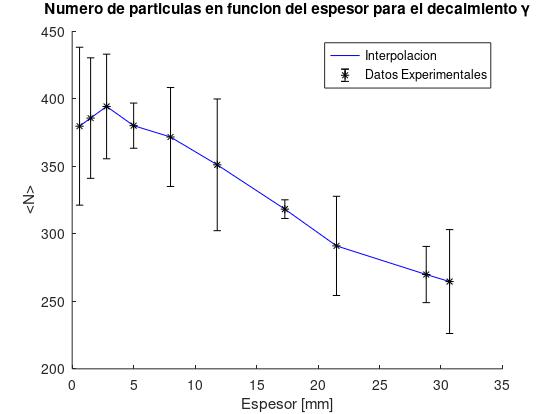 Numero de particulas en funcion del espesor para el decaimiento γ
450
400
350
300
250
200
<N>
0
5
10
15
20
25
30
35
Espesor [mm]
Interpolacion
Datos Experimentales